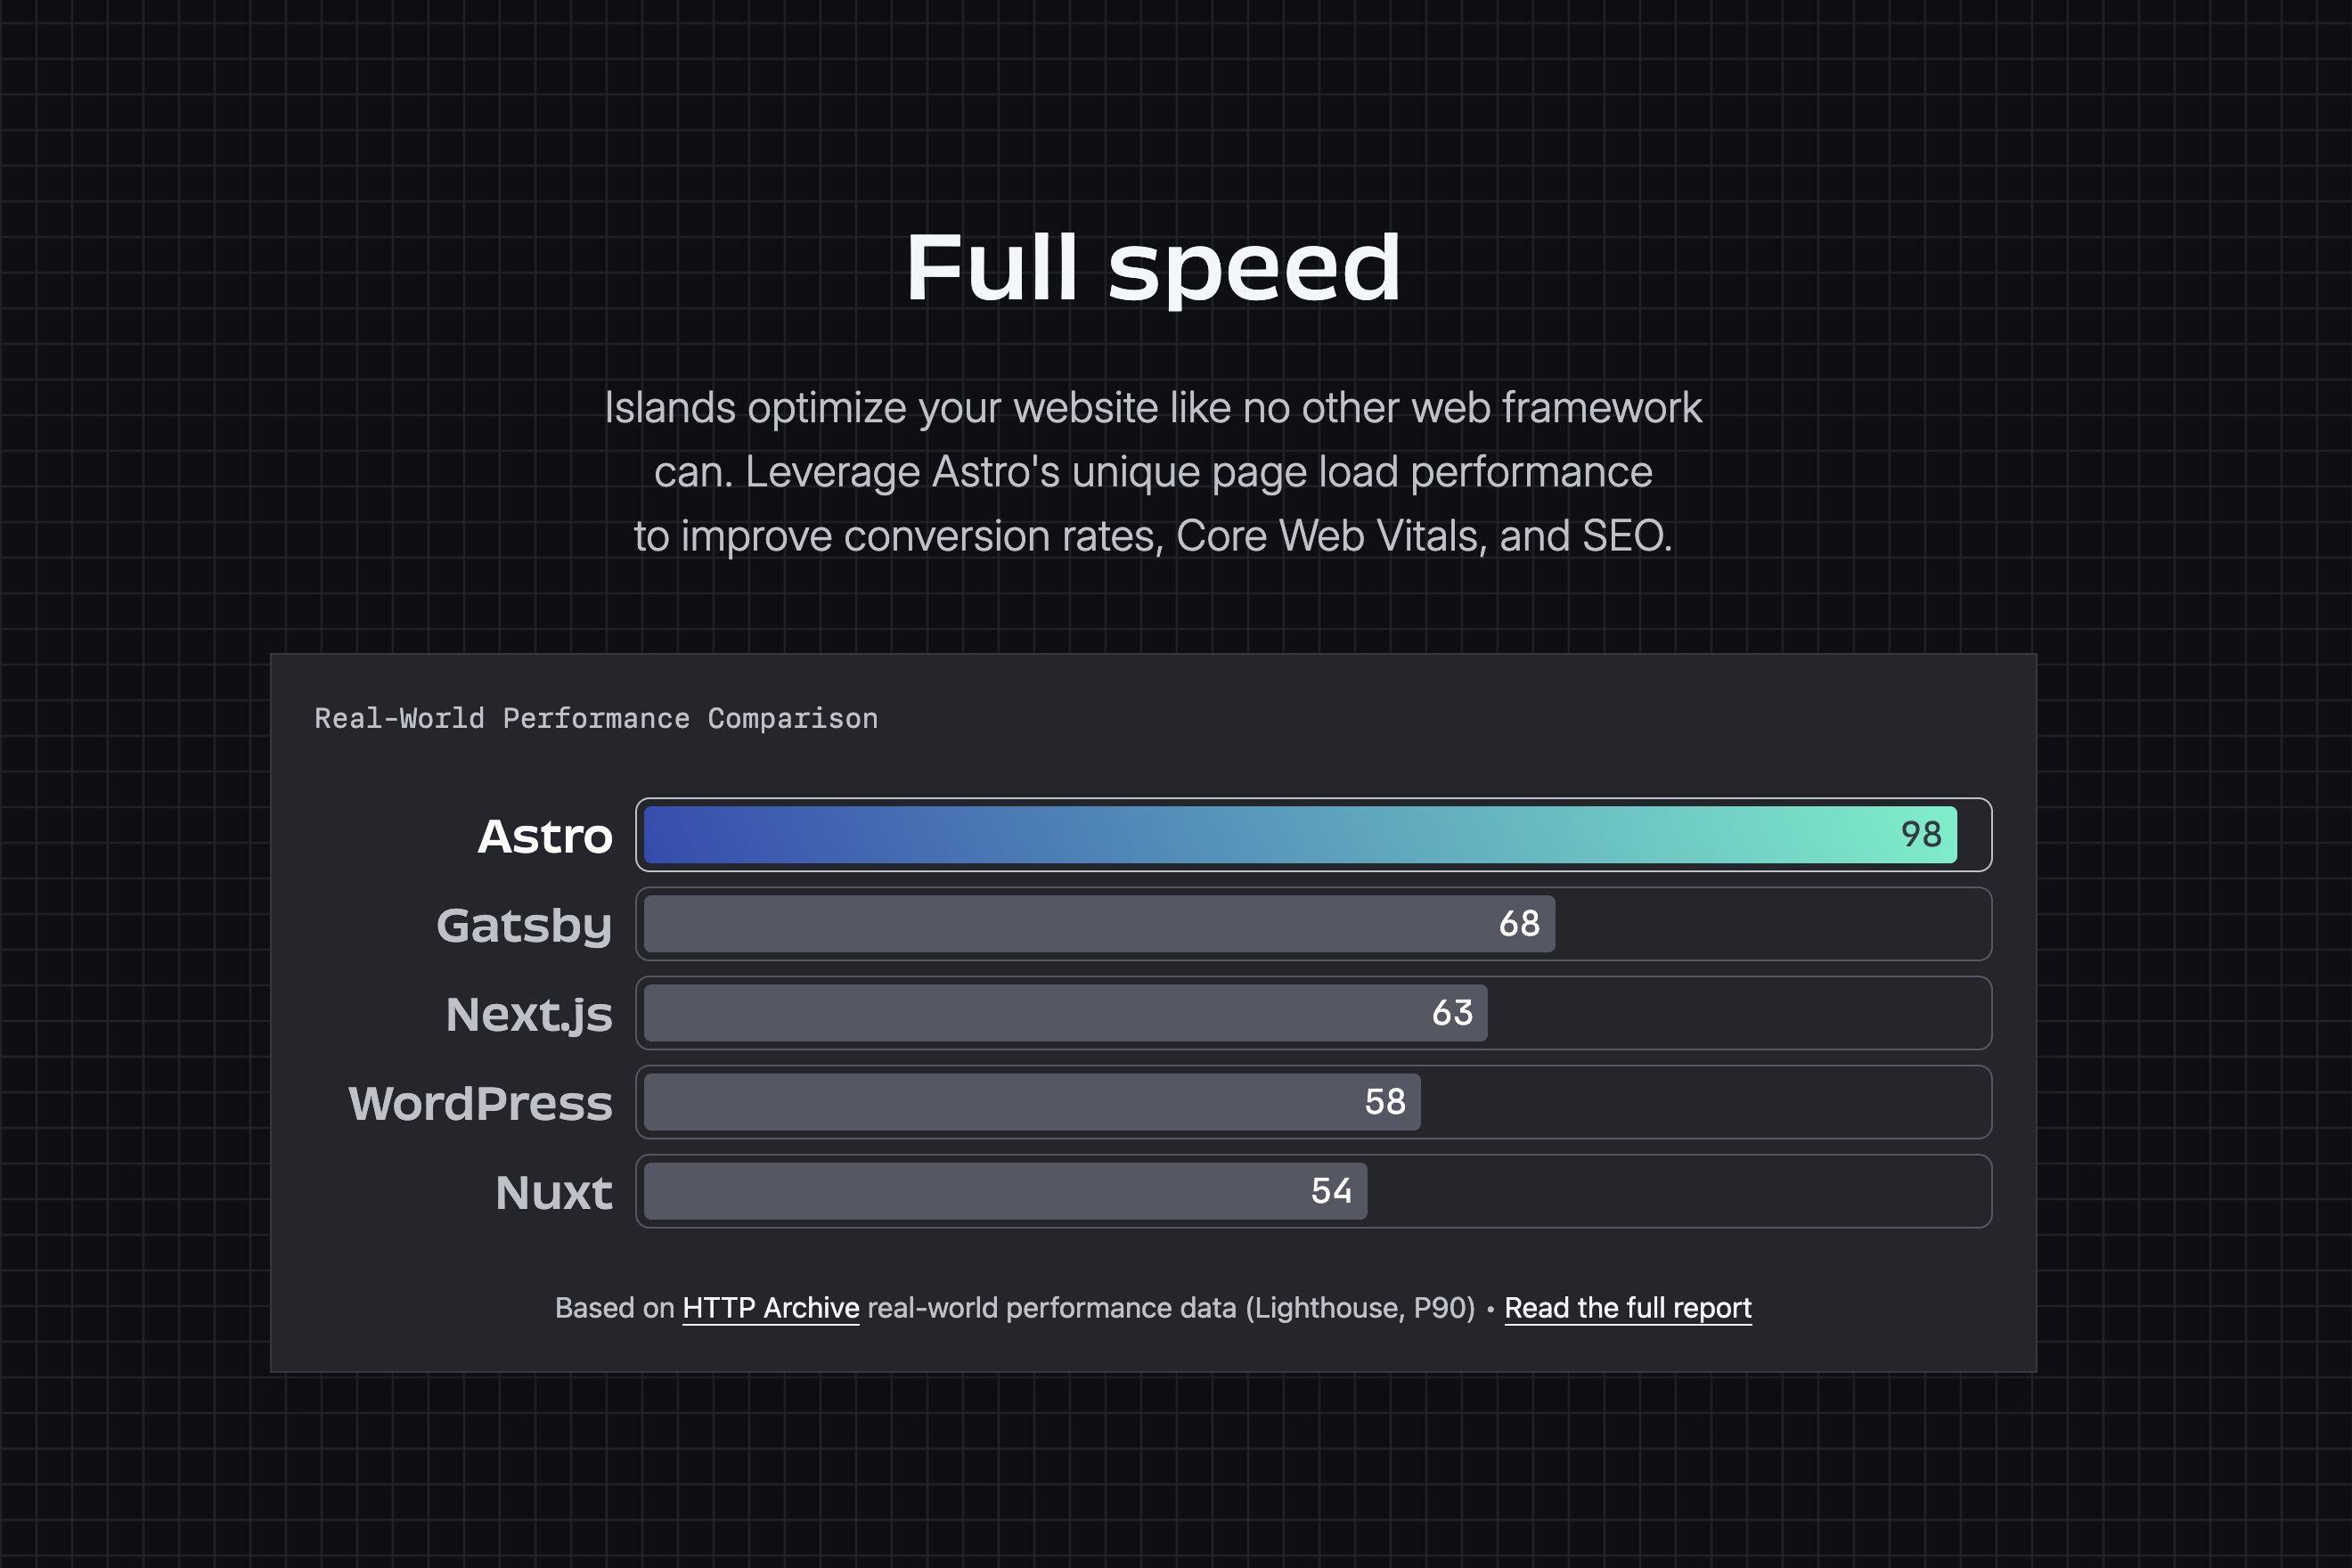 Full speed
Islands optimize your website like no other web framework
can. Leverage Astro's unique page load performance
to improve conversion rates, Core Web Vitals, and SEO.
Real-World Performance Comparison
Astro 98
Gatsby 68
Next.js 63
WordPress 58
Nuxt 54
Based on HTTP Archive real-world performance data (Lighthouse, P90) • Read the full report